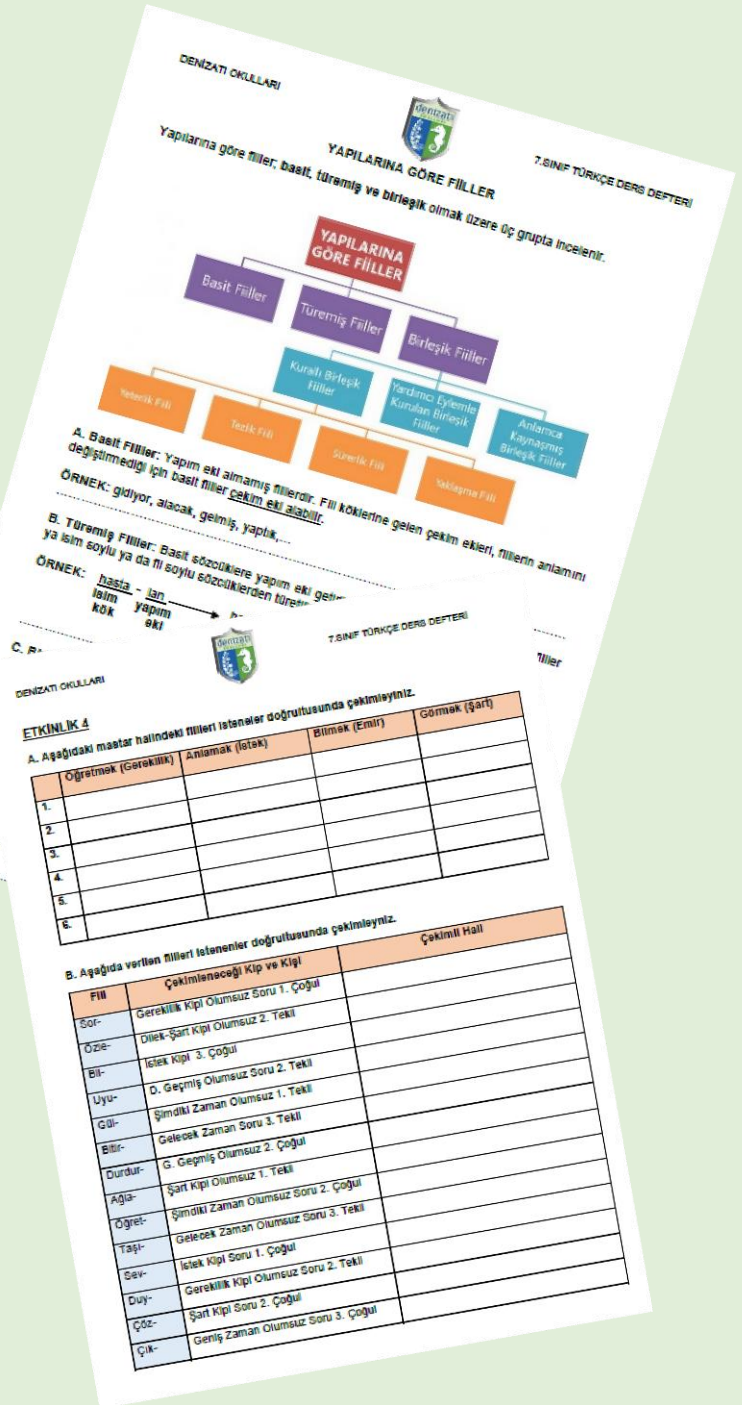 DENİZATI OKULLARI
denizatı
7.SINIF TÜRKÇE DERS DEFTERİ
YAPILARINA GÖRE FİİLLER
Yapılarına göre fiiller; basit, türemiş ve birleşik olmak üzere üç grupta incelenir.
YAPILARINA
GÖRE FİİLLER
Basit Fiiller
Türemiş Fiiller
Birleşik Fiiller
Kurallı Birleşik
Fiiller
Yardımcı Eylemle
Kurulan Birleşik
Fiiller
Anlamca
Kaynaşmış
Birleşik Fiiller
Yeterlik Fiili
Tezlik Fiili
Sürerlik Fiili
Yaklaşma Fiili
A. Basit Fiiller: Yapım eki almamış fiillerdir. Fiil köklerine gelen çekim ekleri, fiillerin anlamını
değiştirmediği için basit fiiller çekim eki alabilir.
ÖRNEK: gidiyor, alacak, gelmiş, yaptık,...
B. Türemiş Fiiller: Basit sözcüklere yapım eki
ya isim soylu ya da fiil soylu sözcüklerden
ÖRNEK: hasta - lan
isim yapım
kök eki
fiiller
C.
DENİZATI OKULLARI
denizatı
7.SINIF TÜRKÇE DERS DEFTERİ
ETKİNLİK 4
A. Aşağıdaki mastar halindeki fiilleri isteneler doğrultusunda çekimleyiniz.
Öğretmek (Gereklilik) Anlamak (İstek) Bilmek (Emir) Görmek (Şart)
1.
2.
3.
4.
5.
6.
B. Aşağıda verilen fiilleri istenenler doğrultusunda çekimleyniz.
Fiil Çekimleneceği Kip ve Kişi Çekimli Hali
Sor- Gereklilik Kipi Olumsuz Soru 1. Çoğul
Özle- Dilek-Şart Kipi Olumsuz 2. Tekil
Bil- İstek Kipi 3. Çoğul
Uyu- D. Geçmiş Olumsuz Soru 2. Tekil
Gül- Şimdiki Zaman Olumsuz 1. Tekil
Bitir- Gelecek Zaman Soru 3. Tekil
Durdur- G. Geçmiş Olumsuz 2. Çoğul
Ağla- Şart Kipi Olumsuz 1. Tekil
Öğret- Şimdiki Zaman Olumsuz Soru 2. Çoğul
Taşı- Gelecek Zaman Olumsuz Soru 3. Tekil
Sev- İstek Kipi Soru 1. Çoğul
Duy- Gereklilik Kipi Olumsuz Soru 2. Tekil
Çöz- Şart Kipi Soru 2. Çoğul
Çık- Geniş Zaman Olumsuz Soru 3. Çoğul